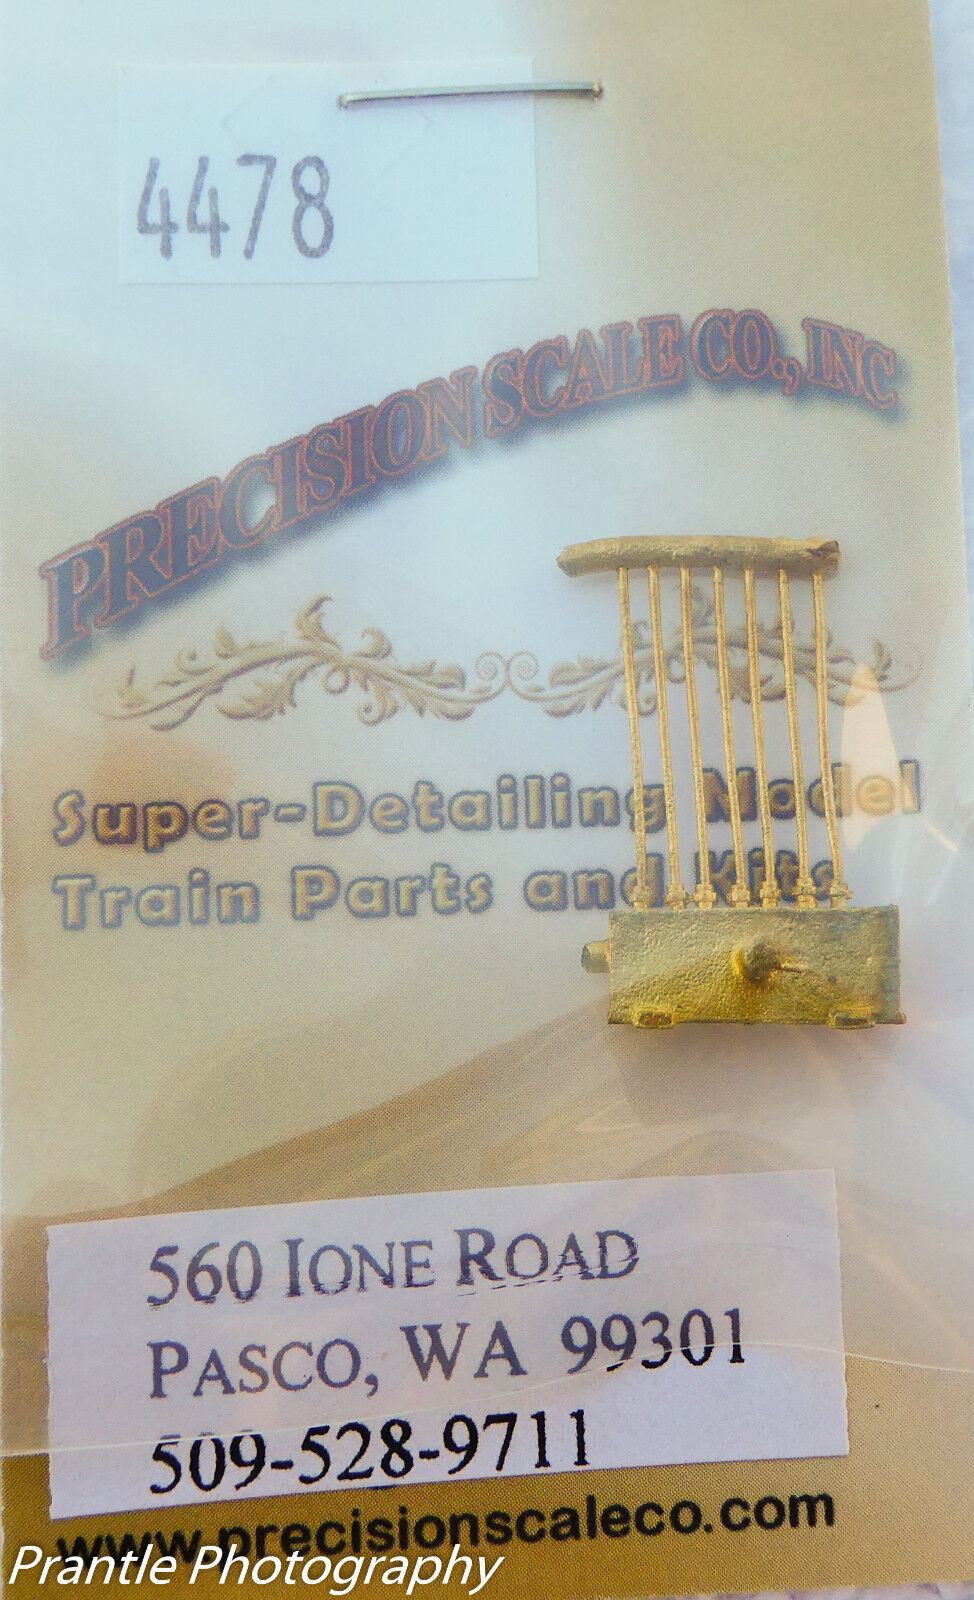 4478
PRECISION SCALE CO., INC
Super-Detailing Model
Train Parts and Kits
560 IONE ROAD
PASCO, WA 99301
509-528-9711
www.precisionscaleco.com
Prantle Photography